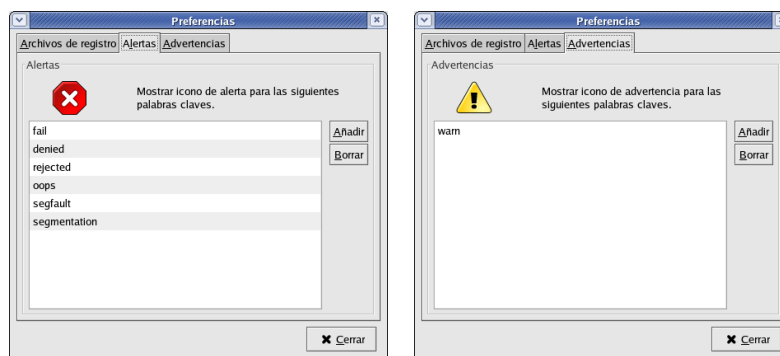 Preferencias
Archivos de registro Alertas Advertencias
Alertas
Mostrar icono de alerta para las siguientes
palabras claves.
fail
denied
rejected
oops
segfault
segmentation
Añadir
Borrar
Cerrar
Preferencias
Archivos de registro Alertas Advertencias
Advertencias
Mostrar icono de advertencia para las
siguientes palabras claves.
warn
Añadir
Borrar
Cerrar